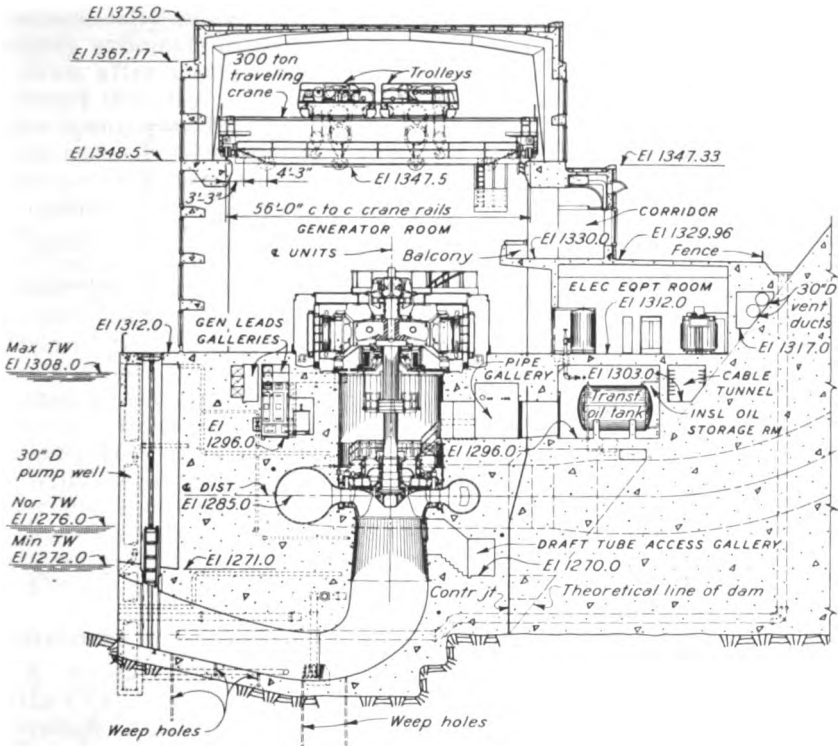 El 1375.0
El 1367.17
300 ton
traveling
crane
Trolleys
El 1348.5
El 1347.33
4'-3"
El 1347.5
3'-3"
56'-0" c to c crane rails
GENERATOR ROOM
CORRIDOR
℄ UNITS
Balcony
El 1330.0
El 1329.96
Fence
ELEC EQPT ROOM
El 1312.0
30"D
vent
ducts
El 1317.0
El 1312.0
GEN LEADS
GALLERIES
Max TW
El 1308.0
PIPE
GALLERY
El 1303.0
CABLE
TUNNEL
Transf
oil tank
INSL OIL
STORAGE RM
El
1296.0
El 1296.0
30" D
pump well
℄ DIST
El 1285.0
Nor TW
El 1276.0
Min TW
El 1272.0
El 1271.0
DRAFT TUBE ACCESS GALLERY
El 1270.0
Contr jt
Theoretical line of dam
Weep holes
Weep holes